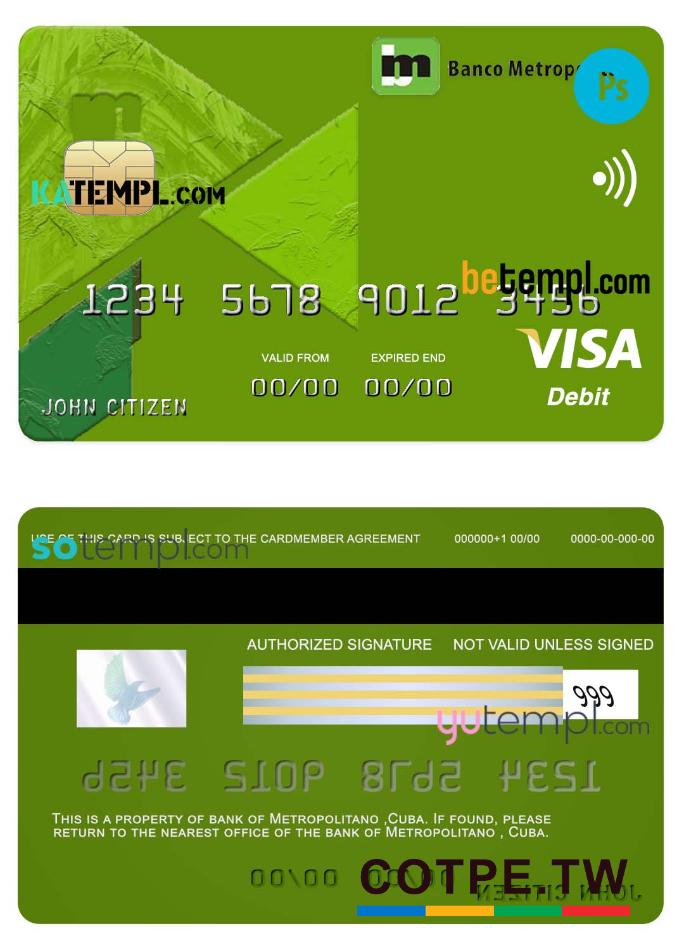 bm Banco Metrop
Ps
KATEMPL.COM
betempl.com
1234 5678 9012 3456
VISA
VALID FROM EXPIRED END
00/00 00/00
Debit
JOHN CITIZEN
USE OF THIS CARD IS SUBJECT TO THE CARDMEMBER AGREEMENT 000000+1 00/00 0000-00-000-00
sotempl.com
AUTHORIZED SIGNATURE NOT VALID UNLESS SIGNED
999
yutempl.com
THIS IS A PROPERTY OF BANK OF METROPOLITANO ,CUBA. IF FOUND, PLEASE
RETURN TO THE NEAREST OFFICE OF THE BANK OF METROPOLITANO , CUBA.
COTPE.TW